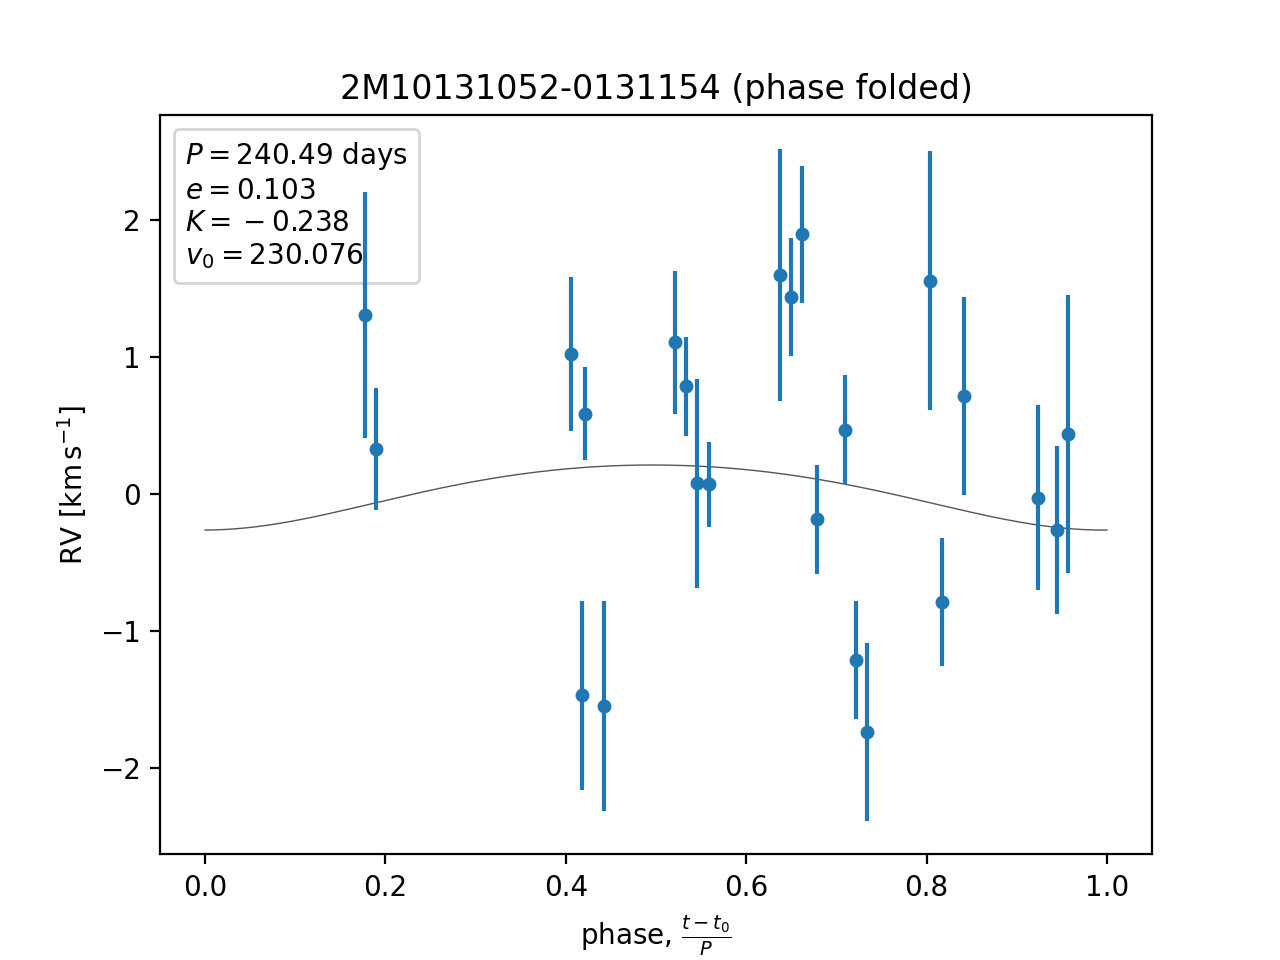 2M10131052-0131154 (phase folded)
P = 240.49 days
e = 0.103
K = −0.238
v₀ = 230.076
2
1
0
−1
−2
RV [km s⁻¹]
0.0 0.2 0.4 0.6 0.8 1.0
phase, (t − t₀)/P